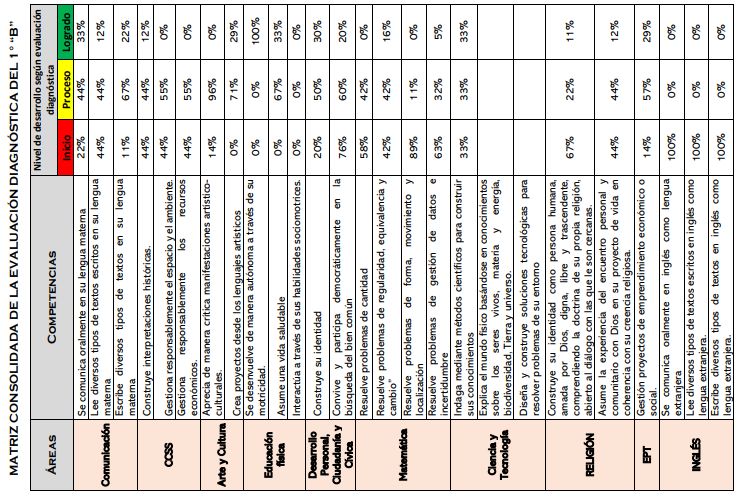 MATRIZ CONSOLIDADA DE LA EVALUACIÓN DIAGNÓSTICA DEL 1° “B”
ÁREAS
COMPETENCIAS
Nivel de desarrollo según evaluación
diagnóstica
Inicio
Proceso
Logrado
Comunicación
Se comunica oralmente en su lengua materna
22% 44% 33%
Lee diversos tipos de textos escritos en su lengua
materna
44% 44% 12%
Escribe diversos tipos de textos en su lengua
materna
11% 67% 22%
CCSS
Construye interpretaciones históricas.
44% 44% 12%
Gestiona responsablemente el espacio y el ambiente.
44% 55% 0%
Gestiona responsablemente los recursos
económicos
44% 55% 0%
Arte y Cultura
Aprecia de manera crítica manifestaciones artístico-
culturales.
14% 96% 0%
Crea proyectos desde los lenguajes artísticos
0% 71% 29%
Educación
física
Se desenvuelve de manera autónoma a través de su
motricidad.
0% 0% 100%
Asume una vida saludable
0% 67% 33%
Interactúa a través de sus habilidades sociomotrices.
0% 0% 0%
Desarrollo
Personal,
Ciudadanía y
Cívica
Construye su identidad
20% 50% 30%
Convive y participa democráticamente en la
búsqueda del bien común
76% 60% 20%
Matemática
Resuelve problemas de cantidad
58% 42% 0%
Resuelve problemas de regularidad, equivalencia y
cambio”
42% 42% 16%
Resuelve problemas de forma, movimiento y
localización
89% 11% 0%
Resuelve problemas de gestión de datos e
incertidumbre
63% 32% 5%
Ciencia y
Tecnología
Indaga mediante métodos científicos para construir
sus conocimientos
33% 33% 33%
Explica el mundo físico basándose en conocimientos
sobre los seres vivos, materia y energía,
biodiversidad, Tierra y universo.
Diseña y construye soluciones tecnológicas para
resolver problemas de su entorno
RELIGIÓN
Construye su identidad como persona humana,
amada por Dios, digna, libre y trascendente,
comprendiendo la doctrina de su propia religión,
abierto al diálogo con las que le son cercanas.
67% 22% 11%
Asume la experiencia de encuentro personal y
comunitario con Dios en su proyecto de vida en
coherencia con su creencia religiosa.
44% 44% 12%
EPT
Gestión proyectos de emprendimiento económico o
social.
14% 57% 29%
INGLÉS
Se comunica oralmente en inglés como lengua
extranjera
100% 0% 0%
Lee diversos tipos de textos escritos en inglés como
lengua extranjera.
100% 0% 0%
Escribe diversos tipos de textos en inglés como
lengua extranjera.
100% 0% 0%